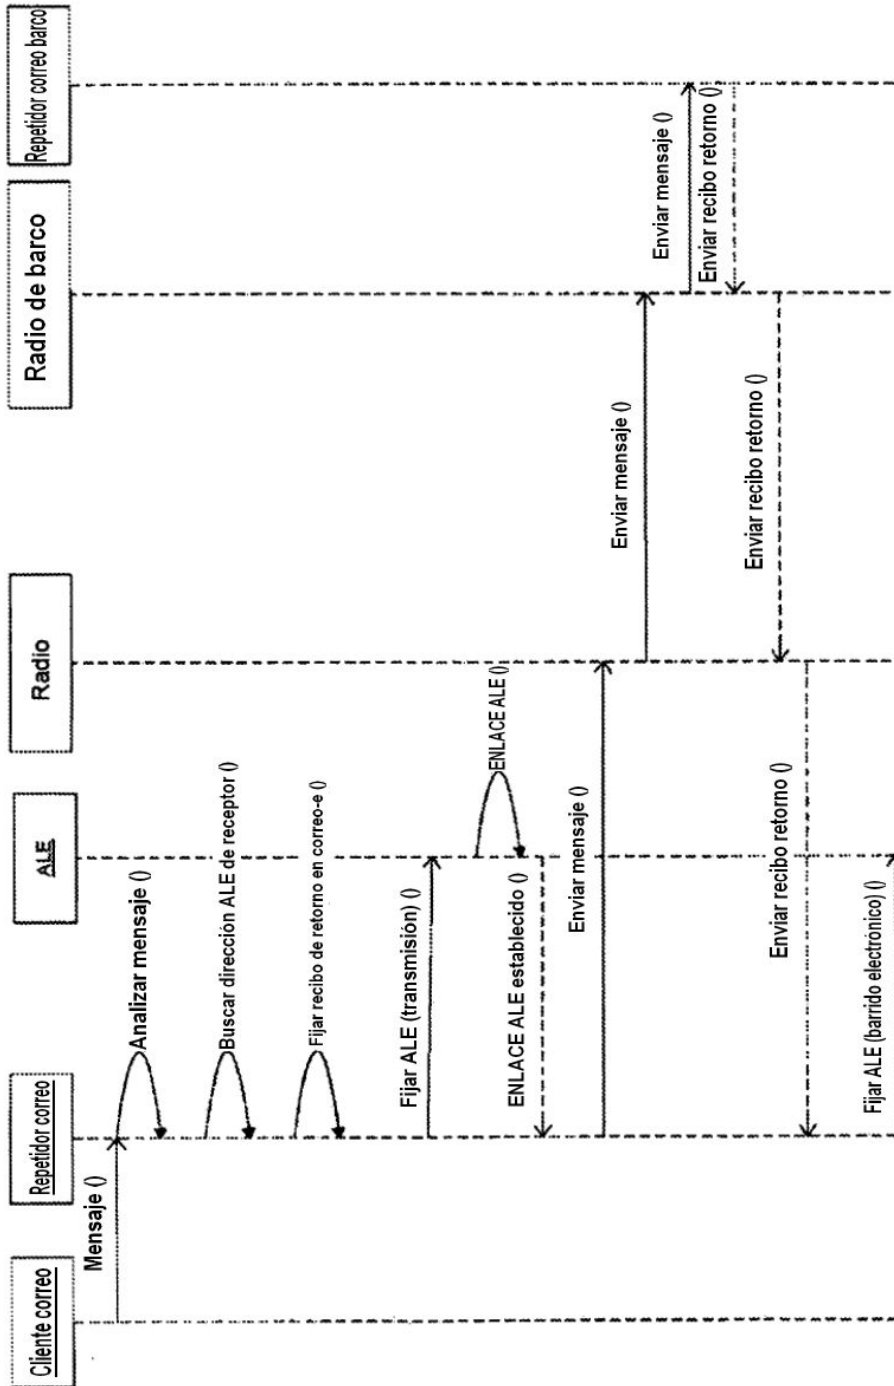 Cliente correo
Repetidor correo
ALE
Radio
Radio de barco
Repetidor correo barco
Mensaje ()
Analizar mensaje ()
Buscar dirección ALE de receptor ()
Fijar recibo de retorno en correo-e ()
Fijar ALE (transmisión) ()
ENLACE ALE ()
ENLACE ALE establecido ()
Enviar mensaje ()
Enviar mensaje ()
Enviar mensaje ()
Enviar recibo retorno ()
Enviar recibo retorno ()
Enviar recibo retorno ()
Fijar ALE (barrido electrónico) ()